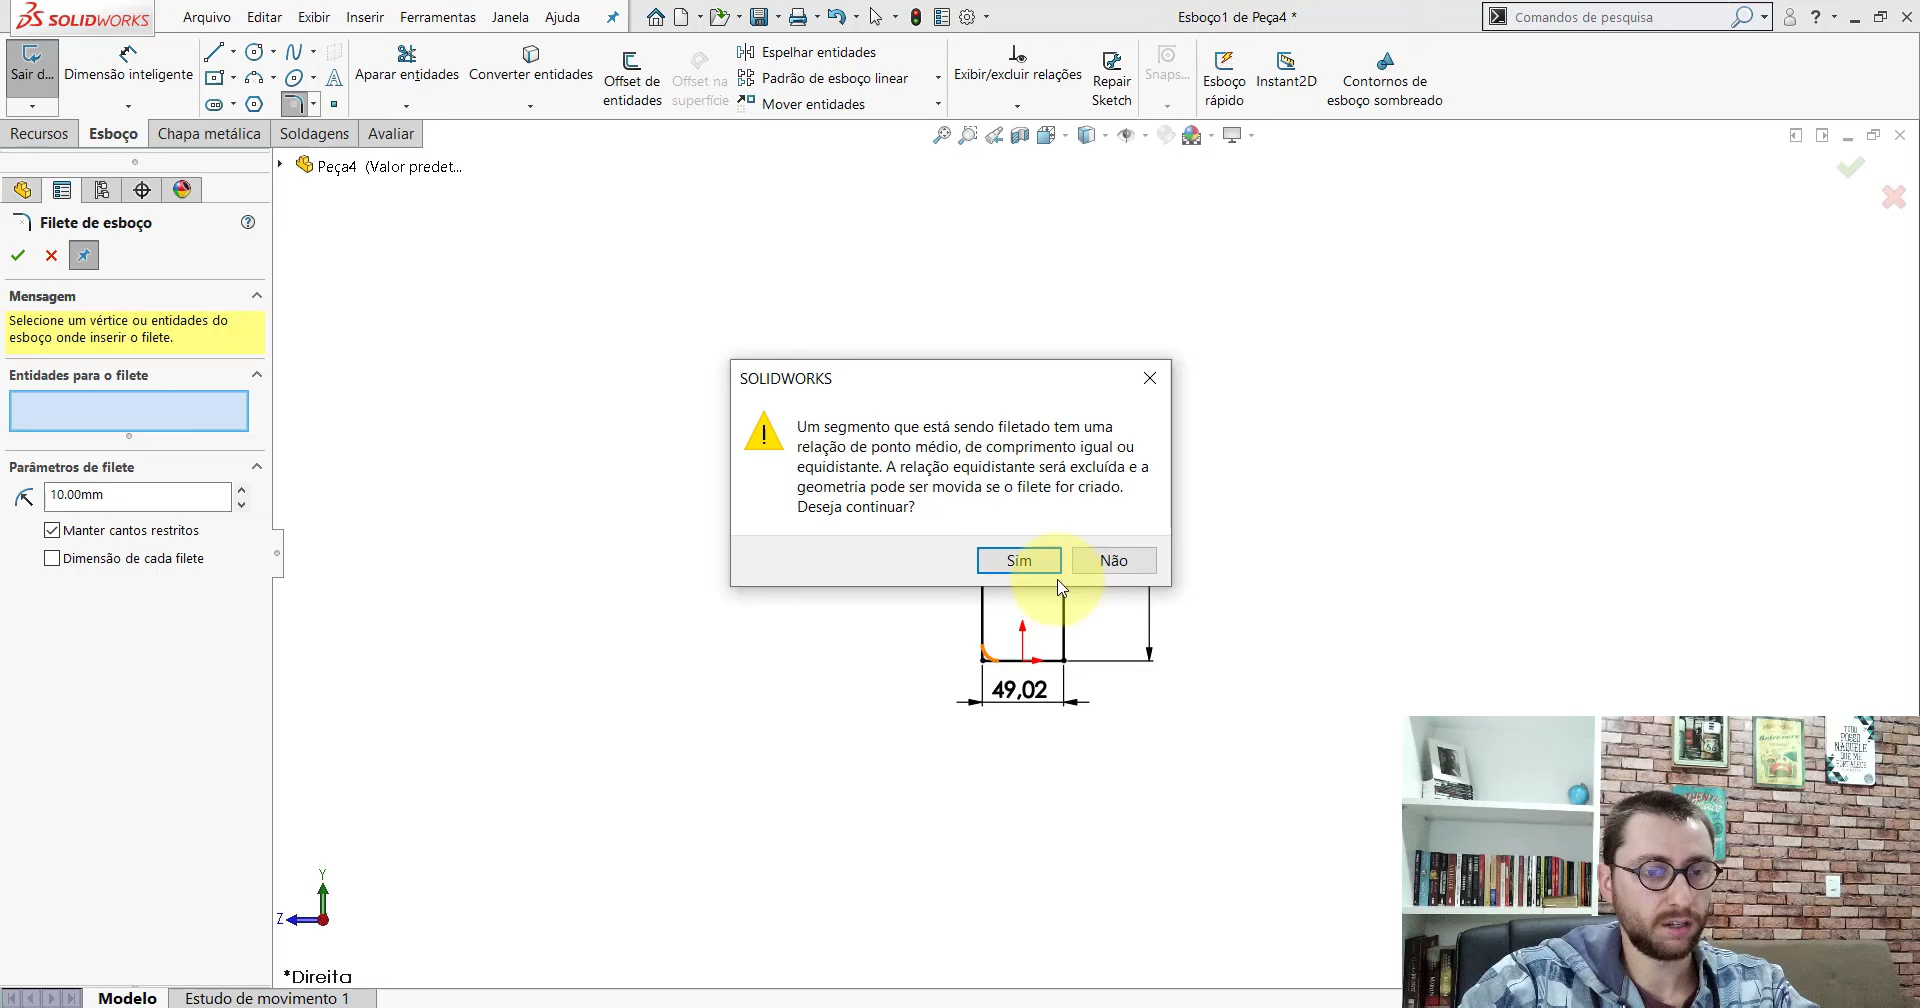 SOLIDWORKS
Arquivo Editar Exibir Inserir Ferramentas Janela Ajuda
Esboço1 de Peça4 *
Comandos de pesquisa
Sair d...
Dimensão inteligente
Aparar entidades
Converter entidades
Offset de
entidades
Offset na
superfície
Espelhar entidades
Padrão de esboço linear
Mover entidades
Exibir/excluir relações
Repair
Sketch
Snaps...
Esboço
rápido
Instant2D
Contornos de
esboço sombreado
Recursos Esboço Chapa metálica Soldagens Avaliar
Peça4 (Valor predet...
Filete de esboço
Mensagem
Selecione um vértice ou entidades do
esboço onde inserir o filete.
Entidades para o filete
Parâmetros de filete
10.00mm
Manter cantos restritos
Dimensão de cada filete
SOLIDWORKS
Um segmento que está sendo filetado tem uma
relação de ponto médio, de comprimento igual ou
equidistante. A relação equidistante será excluída e a
geometria pode ser movida se o filete for criado.
Deseja continuar?
Sim Não
49,02
Y
Z
*Direita
Modelo Estudo de movimento 1
TUDO
POSSO
NAQUELE
QUE ME
FORTALECE